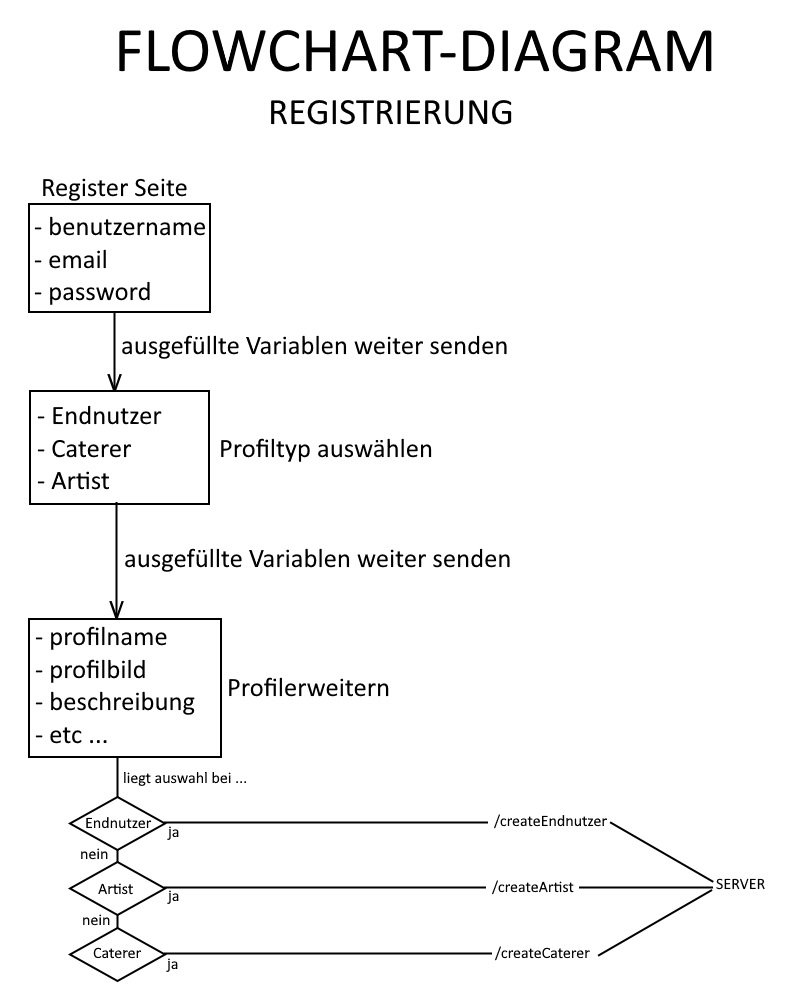 FLOWCHART-DIAGRAM
REGISTRIERUNG
Register Seite
- benutzername
- email
- password
ausgefüllte Variablen weiter senden
- Endnutzer
- Caterer
- Artist
Profiltyp auswählen
ausgefüllte Variablen weiter senden
- profilname
- profilbild
- beschreibung
- etc ...
Profilerweitern
liegt auswahl bei ...
Endnutzer
ja
/createEndnutzer
nein
Artist
ja
/createArtist
SERVER
nein
Caterer
ja
/createCaterer